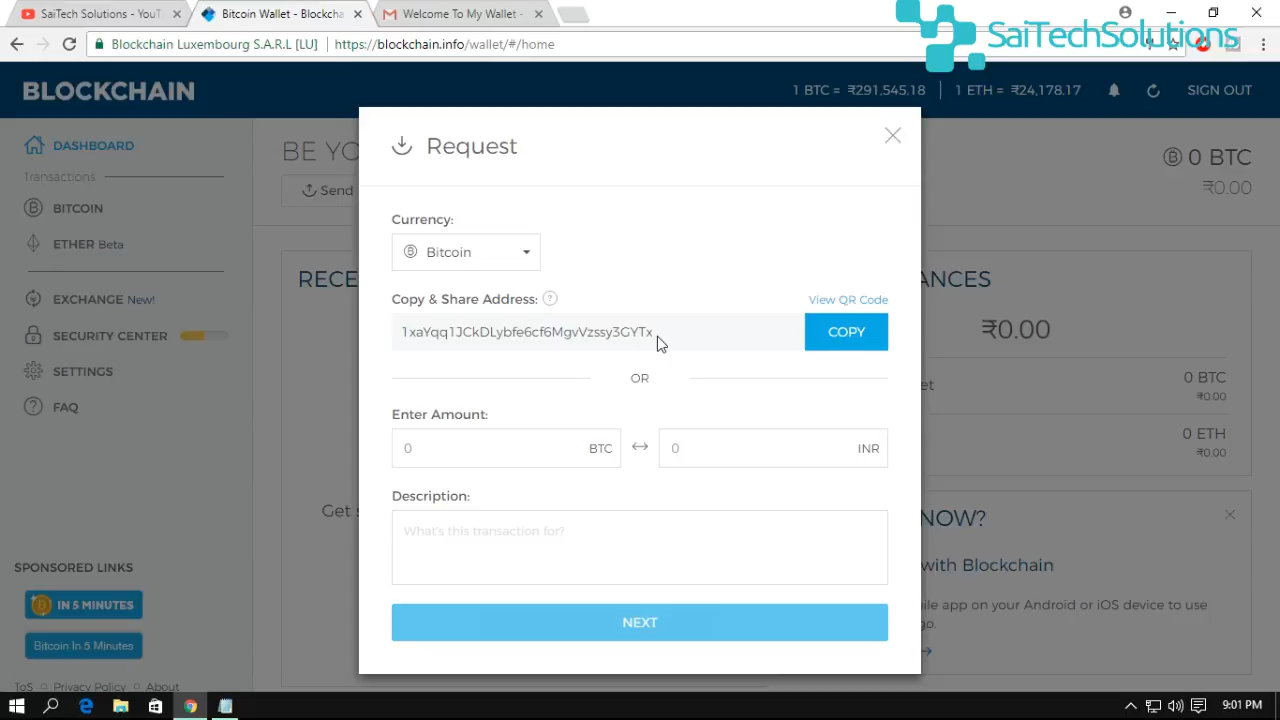 SaiTech Solutions - YouT
Bitcoin Wallet - Blockcha
Welcome To My Wallet -
SaiTechSolutions
Blockchain Luxembourg S.A.R.L [LU]
https://blockchain.info/wallet/#/home
BLOCKCHAIN
1 BTC = ₹291,545.18
1 ETH = ₹24,178.17
SIGN OUT
DASHBOARD
Transactions
BITCOIN
ETHER Beta
EXCHANGE New!
SECURITY CENTER
SETTINGS
FAQ
SPONSORED LINKS
IN 5 MINUTES
Bitcoin In 5 Minutes
ToS
Privacy Policy
About
BE YO
Send
RECE
Get
Request
Currency:
Bitcoin
Copy & Share Address:
View QR Code
1xaYqq1JCkDLybfe6cf6MgvVzssy3GYTx
COPY
OR
Enter Amount:
0 BTC
0 INR
Description:
What's this transaction for?
NEXT
0 BTC
₹0.00
ANCES
₹0.00
et
0 BTC
₹0.00
0 ETH
₹0.00
NOW?
with Blockchain
ile app on your Android or iOS device to use
go.
9:01 PM